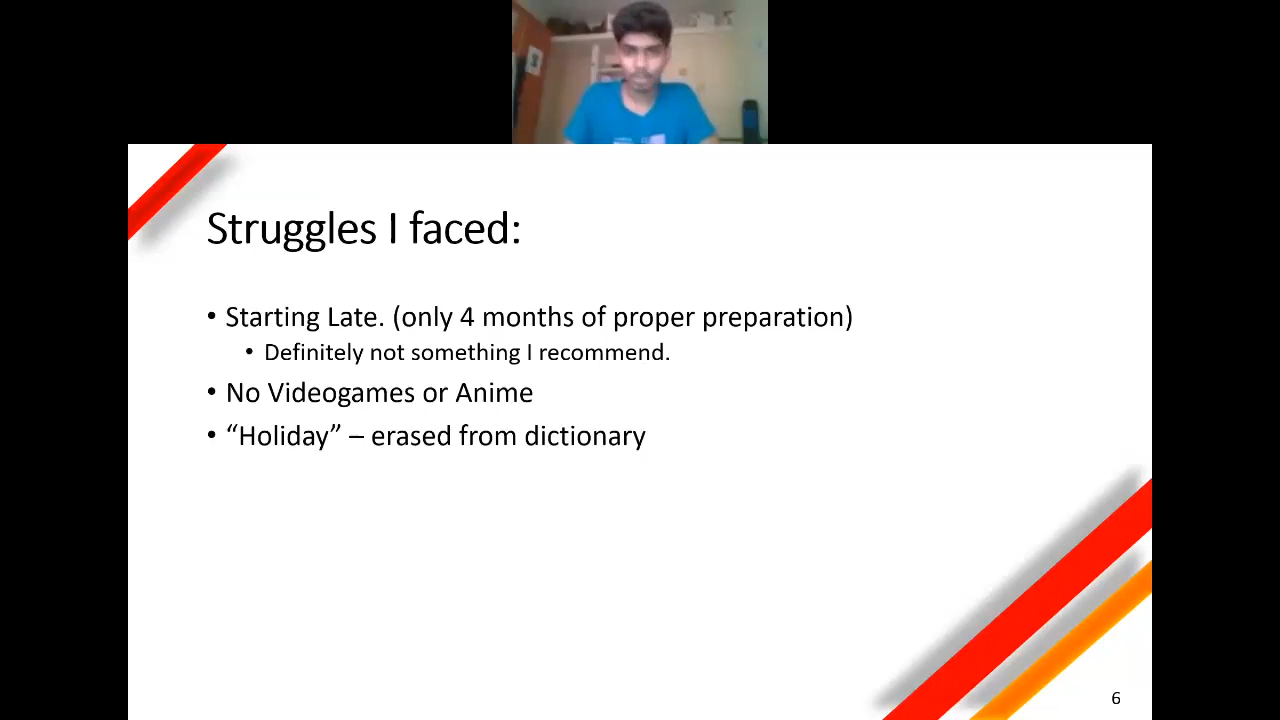 Struggles I faced:
• Starting Late. (only 4 months of proper preparation)
• Definitely not something I recommend.
• No Videogames or Anime
• “Holiday” – erased from dictionary
6